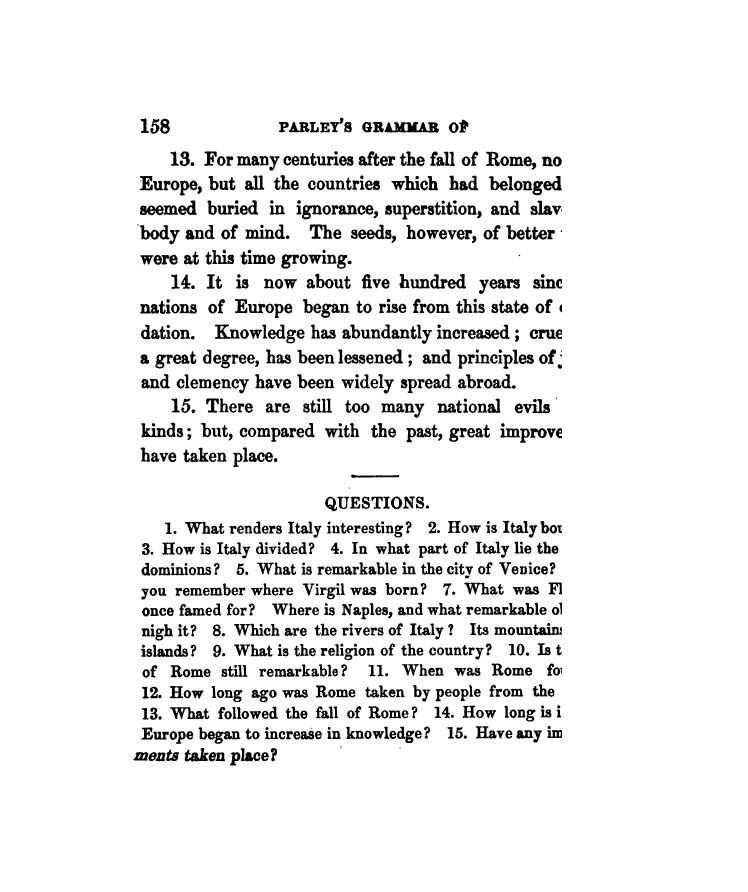 158 PARLEY'S GRAMMAR OF
13. For many centuries after the fall of Rome, no
Europe, but all the countries which had belonged
seemed buried in ignorance, superstition, and slav
body and of mind. The seeds, however, of better
were at this time growing.
14. It is now about five hundred years sinc
nations of Europe began to rise from this state of
dation. Knowledge has abundantly increased; crue
a great degree, has been lessened; and principles of
and clemency have been widely spread abroad.
15. There are still too many national evils
kinds; but, compared with the past, great improve
have taken place.
QUESTIONS.
1. What renders Italy interesting? 2. How is Italy bou
3. How is Italy divided? 4. In what part of Italy lie the
dominions? 5. What is remarkable in the city of Venice?
you remember where Virgil was born? 7. What was Fl
once famed for? Where is Naples, and what remarkable ob
nigh it? 8. Which are the rivers of Italy? Its mountains
islands? 9. What is the religion of the country? 10. Is t
of Rome still remarkable? 11. When was Rome fou
12. How long ago was Rome taken by people from the
13. What followed the fall of Rome? 14. How long is i
Europe began to increase in knowledge? 15. Have any im
ments taken place?